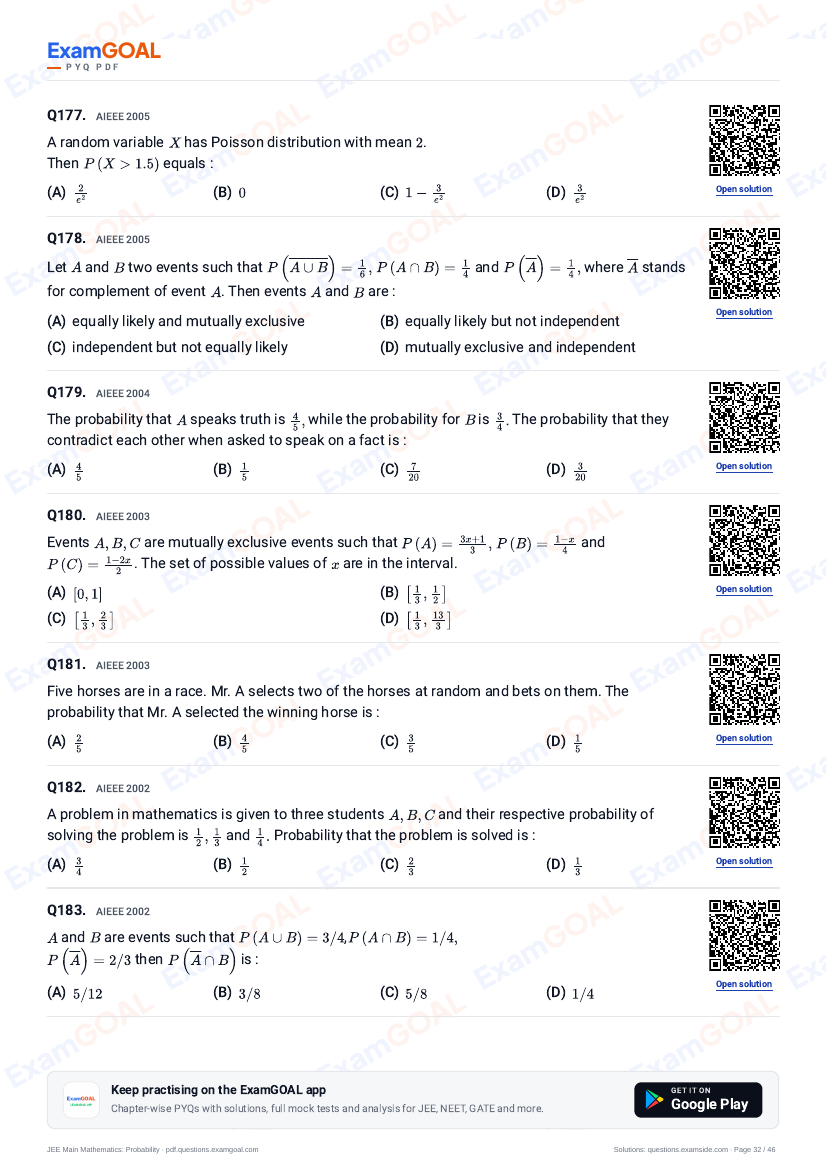 ExamGOAL
PYQ PDF
Q177. AIEEE 2005
A random variable X has Poisson distribution with mean 2.
Then P (X > 1.5) equals :
(A) 2/e² (B) 0 (C) 1 − 3/e² (D) 3/e²
Open solution
Q178. AIEEE 2005
Let A and B two events such that P(A̅ ̅∪̅ ̅B̅) = 1/6, P (A ∩ B) = 1/4 and P(A̅) = 1/4, where A̅ stands
for complement of event A. Then events A and B are :
(A) equally likely and mutually exclusive (B) equally likely but not independent
(C) independent but not equally likely (D) mutually exclusive and independent
Open solution
Q179. AIEEE 2004
The probability that A speaks truth is 4/5, while the probability for B is 3/4. The probability that they
contradict each other when asked to speak on a fact is :
(A) 4/5 (B) 1/5 (C) 7/20 (D) 3/20
Open solution
Q180. AIEEE 2003
Events A, B, C are mutually exclusive events such that P (A) = (3x+1)/3, P (B) = (1−x)/4 and
P (C) = (1−2x)/2. The set of possible values of x are in the interval.
(A) [0, 1] (B) [1/3, 1/2]
(C) [1/3, 2/3] (D) [1/3, 13/3]
Open solution
Q181. AIEEE 2003
Five horses are in a race. Mr. A selects two of the horses at random and bets on them. The
probability that Mr. A selected the winning horse is :
(A) 2/5 (B) 4/5 (C) 3/5 (D) 1/5
Open solution
Q182. AIEEE 2002
A problem in mathematics is given to three students A, B, C and their respective probability of
solving the problem is 1/2, 1/3 and 1/4. Probability that the problem is solved is :
(A) 3/4 (B) 1/2 (C) 2/3 (D) 1/3
Open solution
Q183. AIEEE 2002
A and B are events such that P (A ∪ B) = 3/4, P (A ∩ B) = 1/4,
P(A̅) = 2/3 then P(A̅ ∩ B) is :
(A) 5/12 (B) 3/8 (C) 5/8 (D) 1/4
Open solution
Keep practising on the ExamGOAL app
Chapter-wise PYQs with solutions, full mock tests and analysis for JEE, NEET, GATE and more.
GET IT ON
Google Play
JEE Main Mathematics: Probability · pdf.questions.examgoal.com
Solutions: questions.examside.com · Page 32 / 46